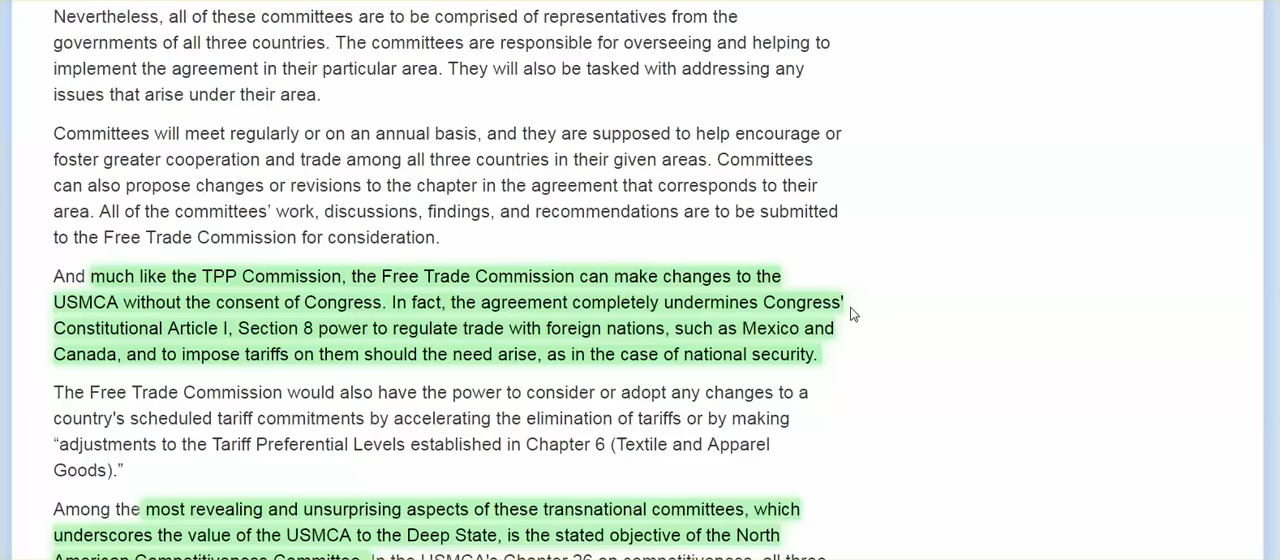 Nevertheless, all of these committees are to be comprised of representatives from the
governments of all three countries. The committees are responsible for overseeing and helping to
implement the agreement in their particular area. They will also be tasked with addressing any
issues that arise under their area.
Committees will meet regularly or on an annual basis, and they are supposed to help encourage or
foster greater cooperation and trade among all three countries in their given areas. Committees
can also propose changes or revisions to the chapter in the agreement that corresponds to their
area. All of the committees’ work, discussions, findings, and recommendations are to be submitted
to the Free Trade Commission for consideration.
And much like the TPP Commission, the Free Trade Commission can make changes to the
USMCA without the consent of Congress. In fact, the agreement completely undermines Congress'
Constitutional Article I, Section 8 power to regulate trade with foreign nations, such as Mexico and
Canada, and to impose tariffs on them should the need arise, as in the case of national security.
The Free Trade Commission would also have the power to consider or adopt any changes to a
country's scheduled tariff commitments by accelerating the elimination of tariffs or by making
“adjustments to the Tariff Preferential Levels established in Chapter 6 (Textile and Apparel
Goods).”
Among the most revealing and unsurprising aspects of these transnational committees, which
underscores the value of the USMCA to the Deep State, is the stated objective of the North
American Competitiveness Committee. In the USMCA's Chapter 26 on competitiveness, all three